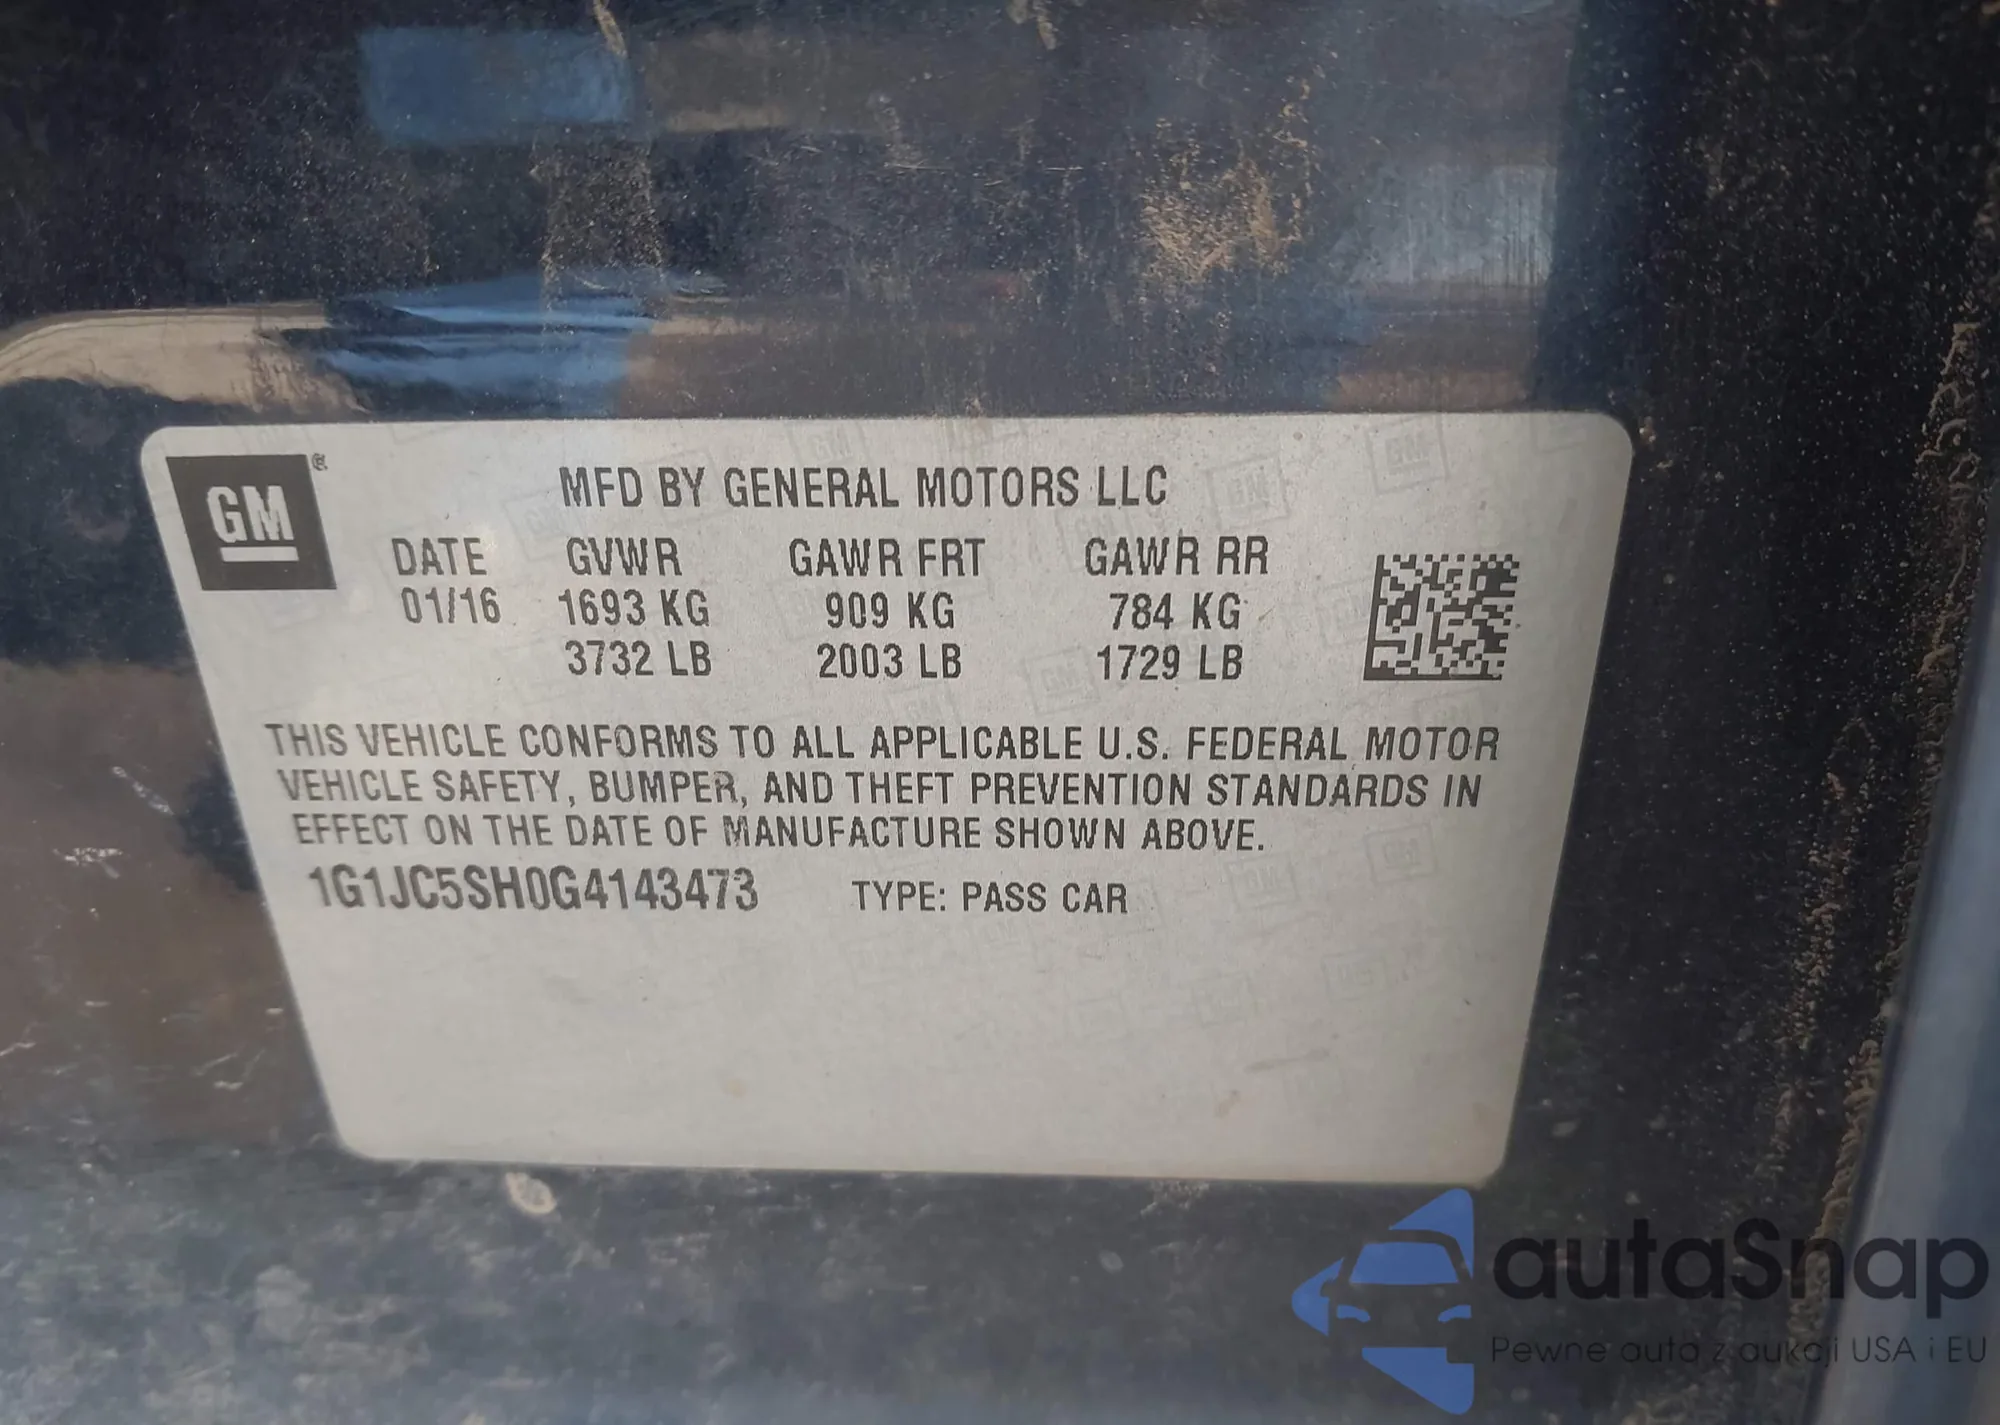 GM®
MFD BY GENERAL MOTORS LLC
DATE GVWR GAWR FRT GAWR RR
01/16 1693 KG 909 KG 784 KG
3732 LB 2003 LB 1729 LB
THIS VEHICLE CONFORMS TO ALL APPLICABLE U.S. FEDERAL MOTOR
VEHICLE SAFETY, BUMPER, AND THEFT PREVENTION STANDARDS IN
EFFECT ON THE DATE OF MANUFACTURE SHOWN ABOVE.
1G1JC5SH0G4143473 TYPE: PASS CAR
autaSnap
Pewne auta z aukcji USA i EU